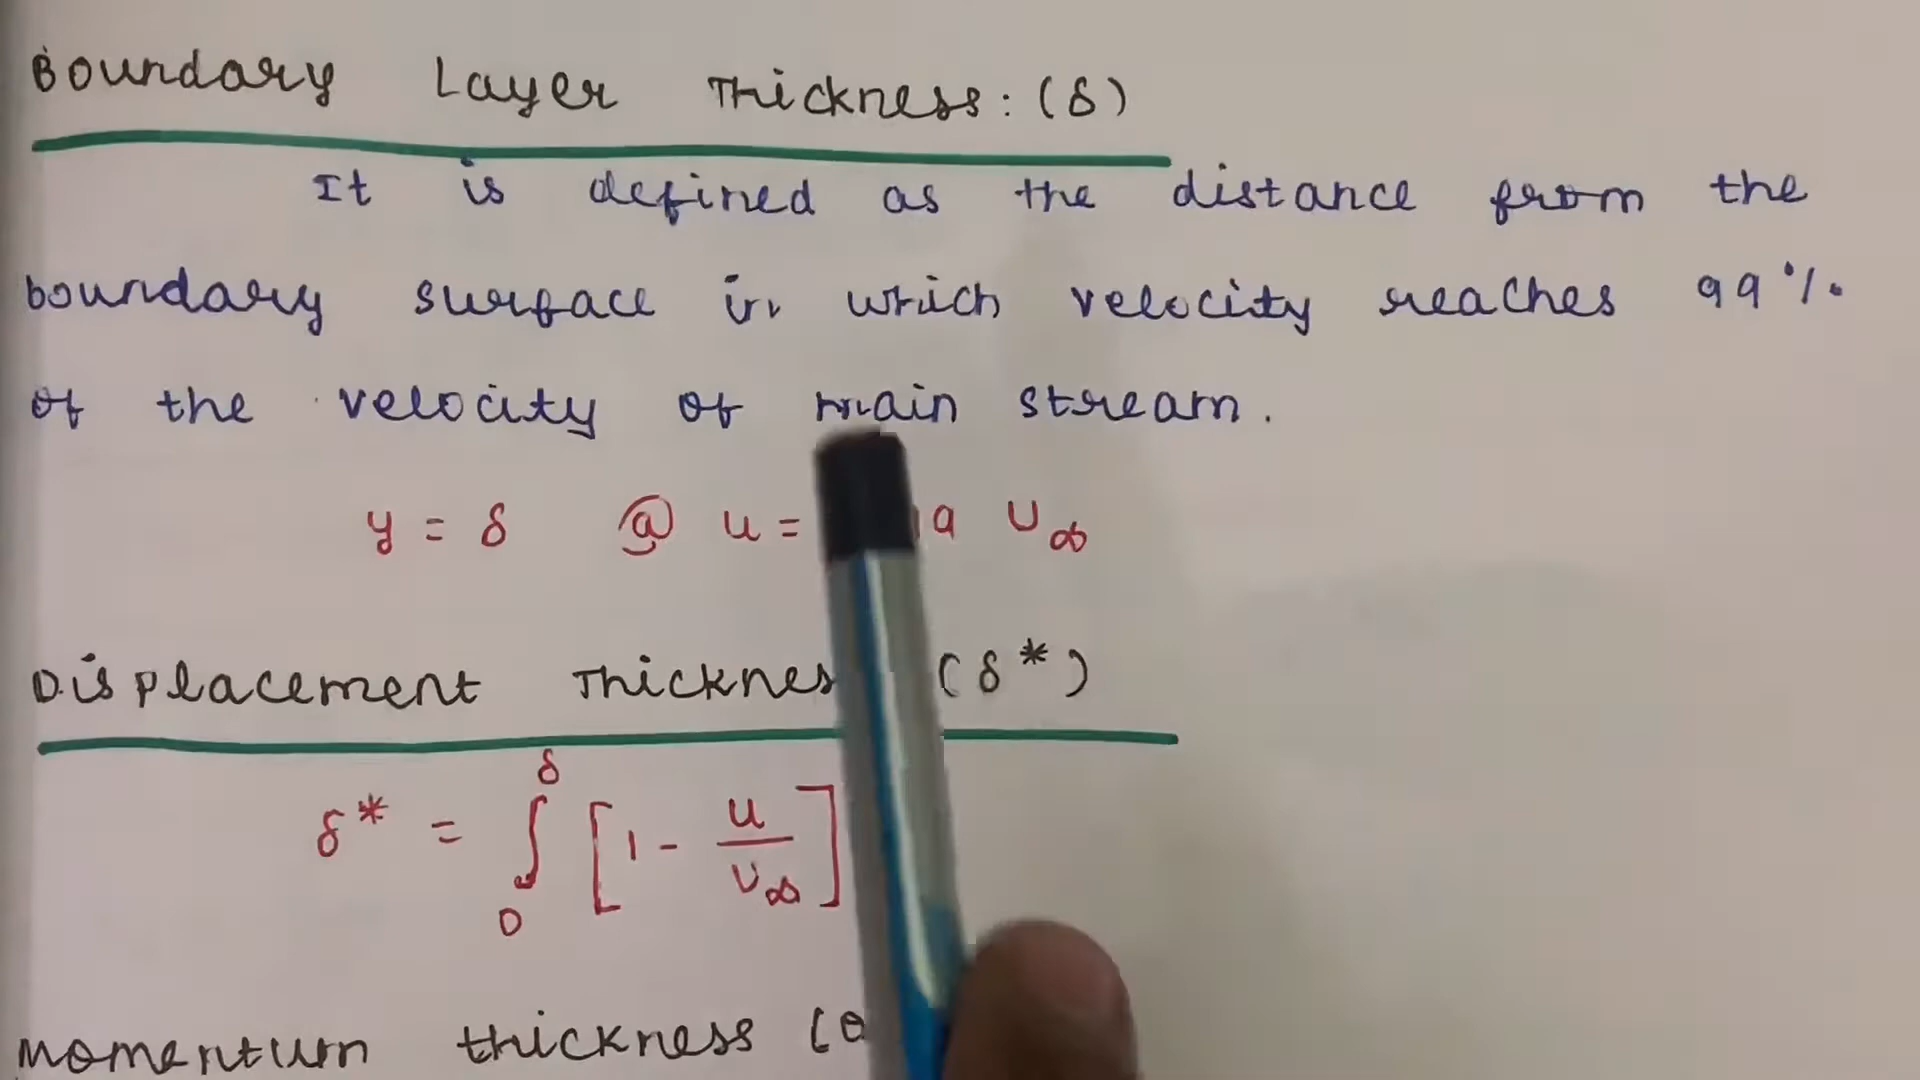 Boundary Layer Thickness: (δ)
It is defined as the distance from the
boundary surface in which velocity reaches 99%
of the velocity of main stream.
y = δ @ u = U∞
Displacement (δ*)
δ* = ∫₀^δ [1 - u/U∞]
Momentum thickness (θ